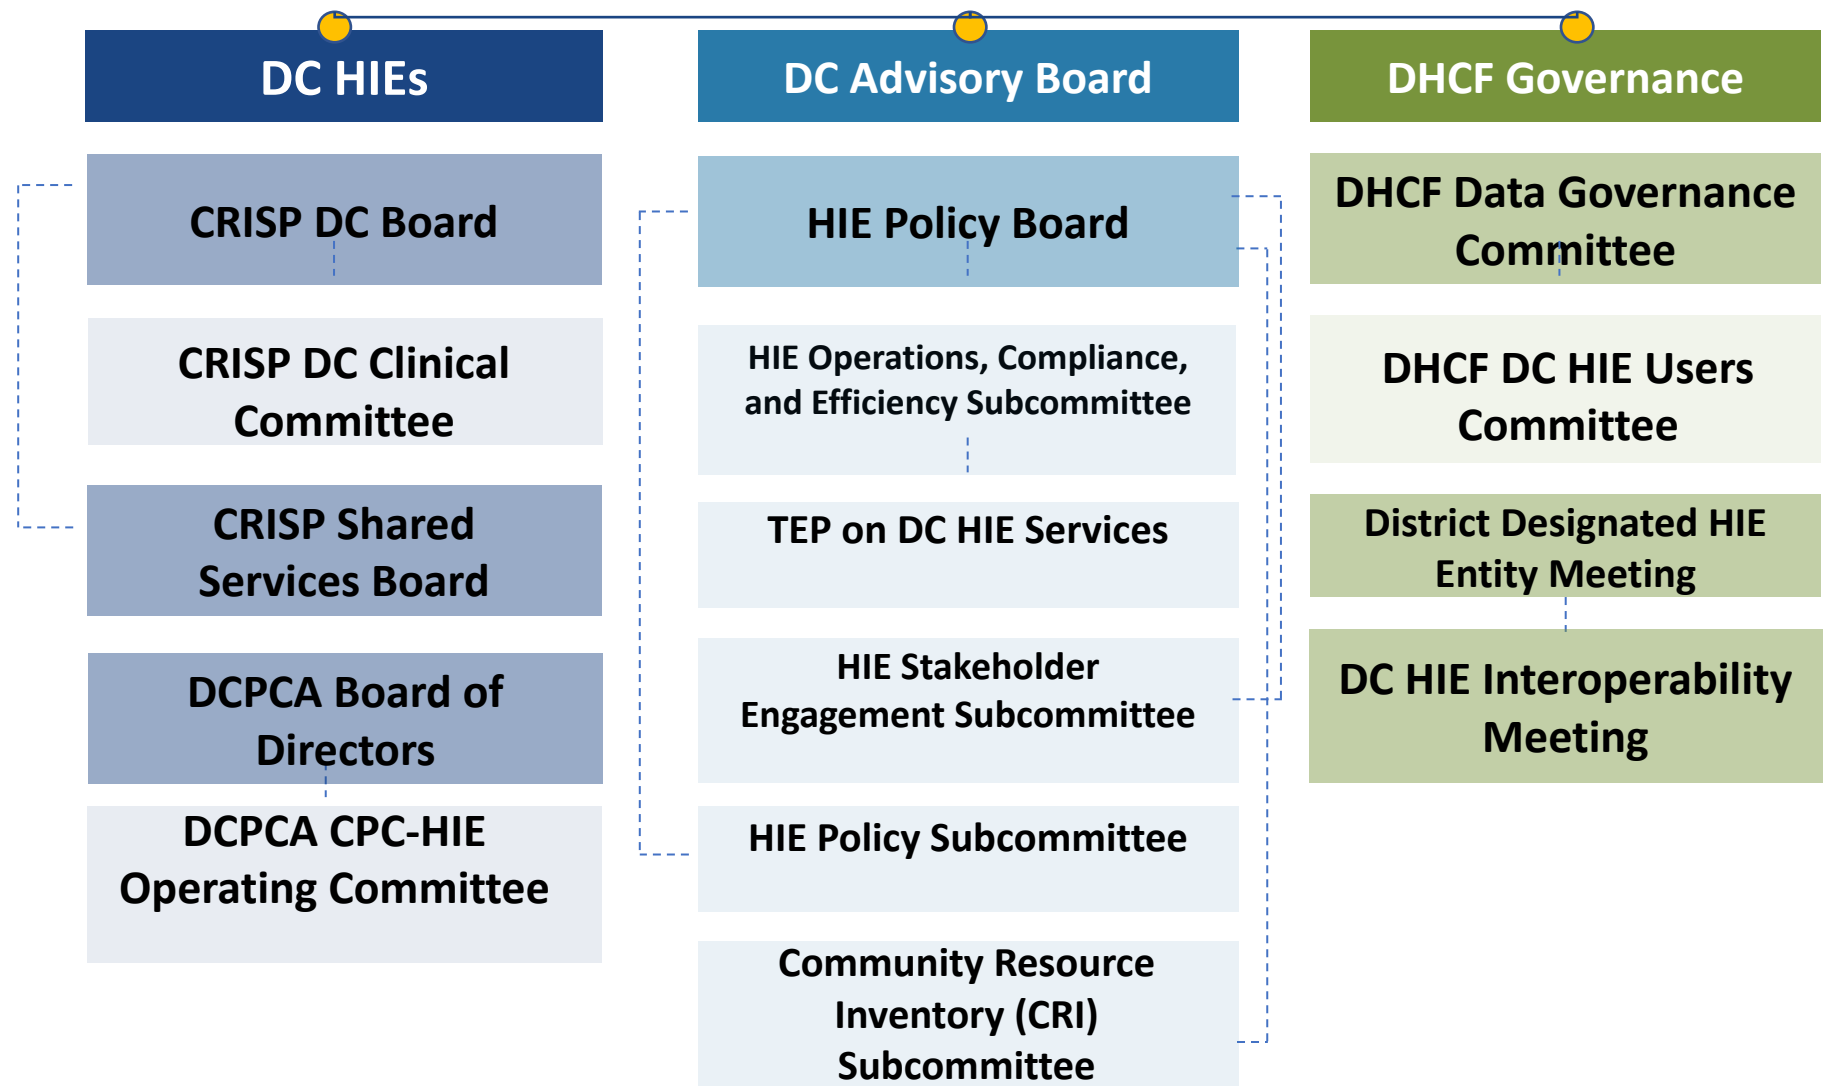 DC HIEs
CRISP DC Board
CRISP DC Clinical
Committee
CRISP Shared
Services Board
DCPCA Board of
Directors
DCPCA CPC-HIE
Operating Committee
DC Advisory Board
HIE Policy Board
HIE Operations, Compliance,
and Efficiency Subcommittee
TEP on DC HIE Services
HIE Stakeholder
Engagement Subcommittee
HIE Policy Subcommittee
Community Resource
Inventory (CRI)
Subcommittee
DHCF Governance
DHCF Data Governance
Committee
DHCF DC HIE Users
Committee
District Designated HIE
Entity Meeting
DC HIE Interoperability
Meeting